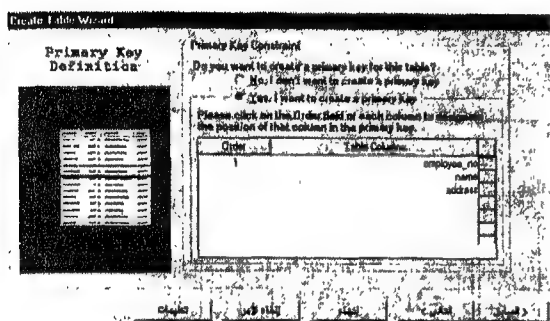 Create Table Wizard
Primary Key
Definition
Primary Key Constraint
Do you want to create a primary key for this table?
No, I don't want to create a primary key
Yes, I want to create a primary key
Please click on the Order field of each column to designate
the position of that column in the primary key.
Order Table Columns
1 employee_no
name
address
تعليمات إنهاء